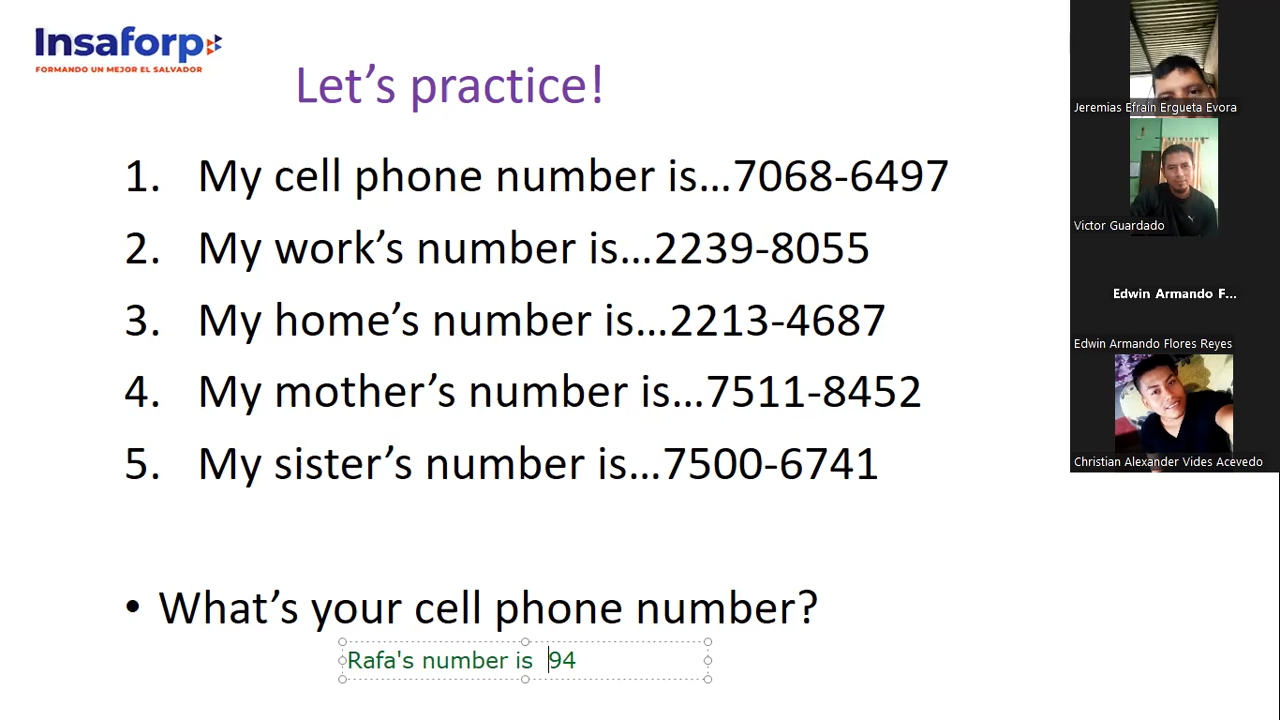 Insaforp
FORMANDO UN MEJOR EL SALVADOR
Let’s practice!
1. My cell phone number is...7068-6497
2. My work’s number is...2239-8055
3. My home’s number is...2213-4687
4. My mother’s number is...7511-8452
5. My sister’s number is...7500-6741
• What’s your cell phone number?
Rafa's number is 94
Jeremias Efraín Ergueta Evora
Victor Guardado
Edwin Armando F...
Edwin Armando Flores Reyes
Christian Alexander Vides Acevedo